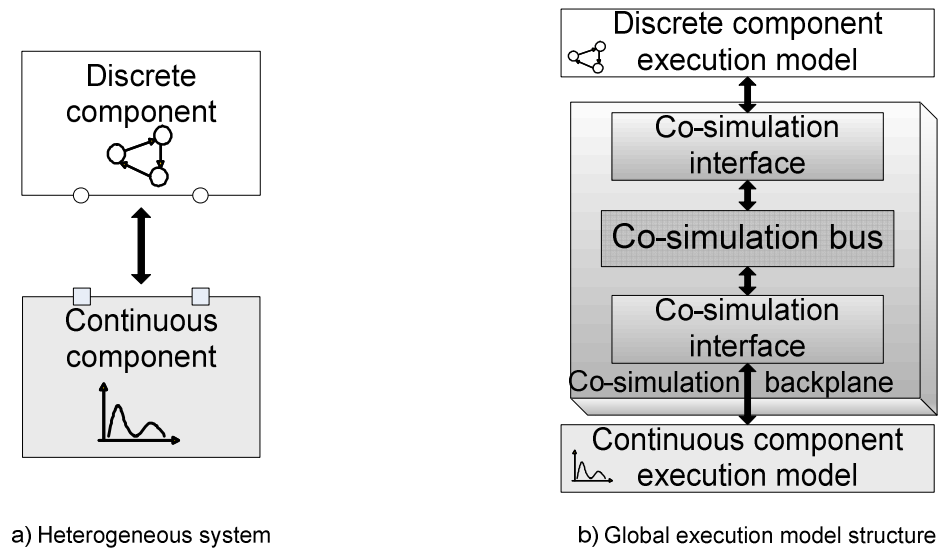 Discrete
component
Continuous
component
a) Heterogeneous system
Discrete component
execution model
Co-simulation
interface
Co-simulation bus
Co-simulation
interface
Co-simulation backplane
Continuous component
execution model
b) Global execution model structure